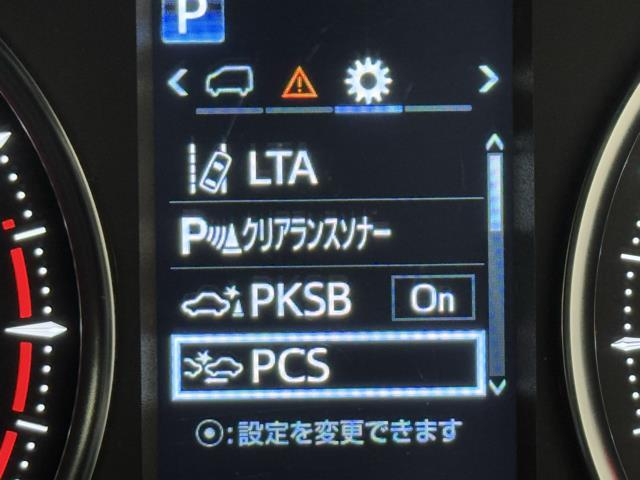 P
LTA
P クリアランスソナー
PKSB On
PCS
:設定を変更できます